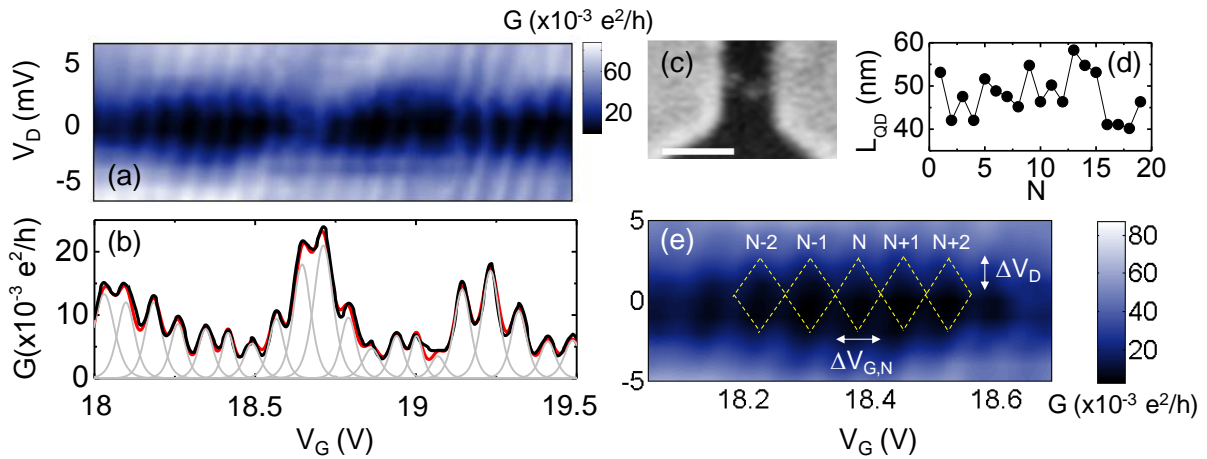 G (x10⁻³ e²/h)
80
60
40
20
V_D (mV)
5
0
-5
(a)
(b)
G(x10⁻³ e²/h)
20
10
0
18
18.5
19
19.5
V_G (V)
(c)
(d)
L_QD (nm)
60
50
40
0
5
10
15
20
N
(e)
5
0
-5
N-2
N-1
N
N+1
N+2
ΔV_D
ΔV_G,N
18.2
18.4
18.6
V_G (V)
80
60
40
20
G (x10⁻³ e²/h)